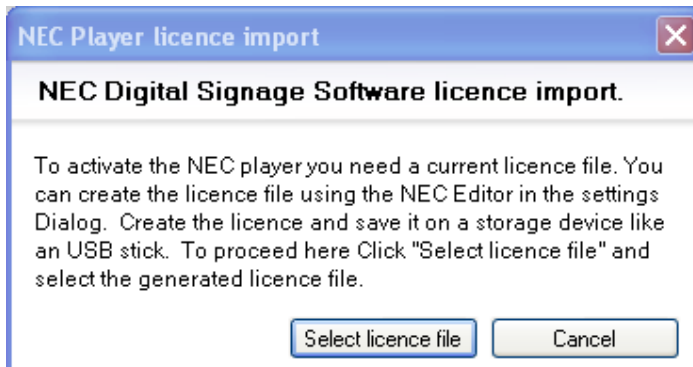 NEC Player licence import
NEC Digital Signage Software licence import.
To activate the NEC player you need a current licence file. You
can create the licence file using the NEC Editor in the settings
Dialog.  Create the licence and save it on a storage device like
an USB stick.  To proceed here Click "Select licence file" and
select the generated licence file.
Select licence file    Cancel